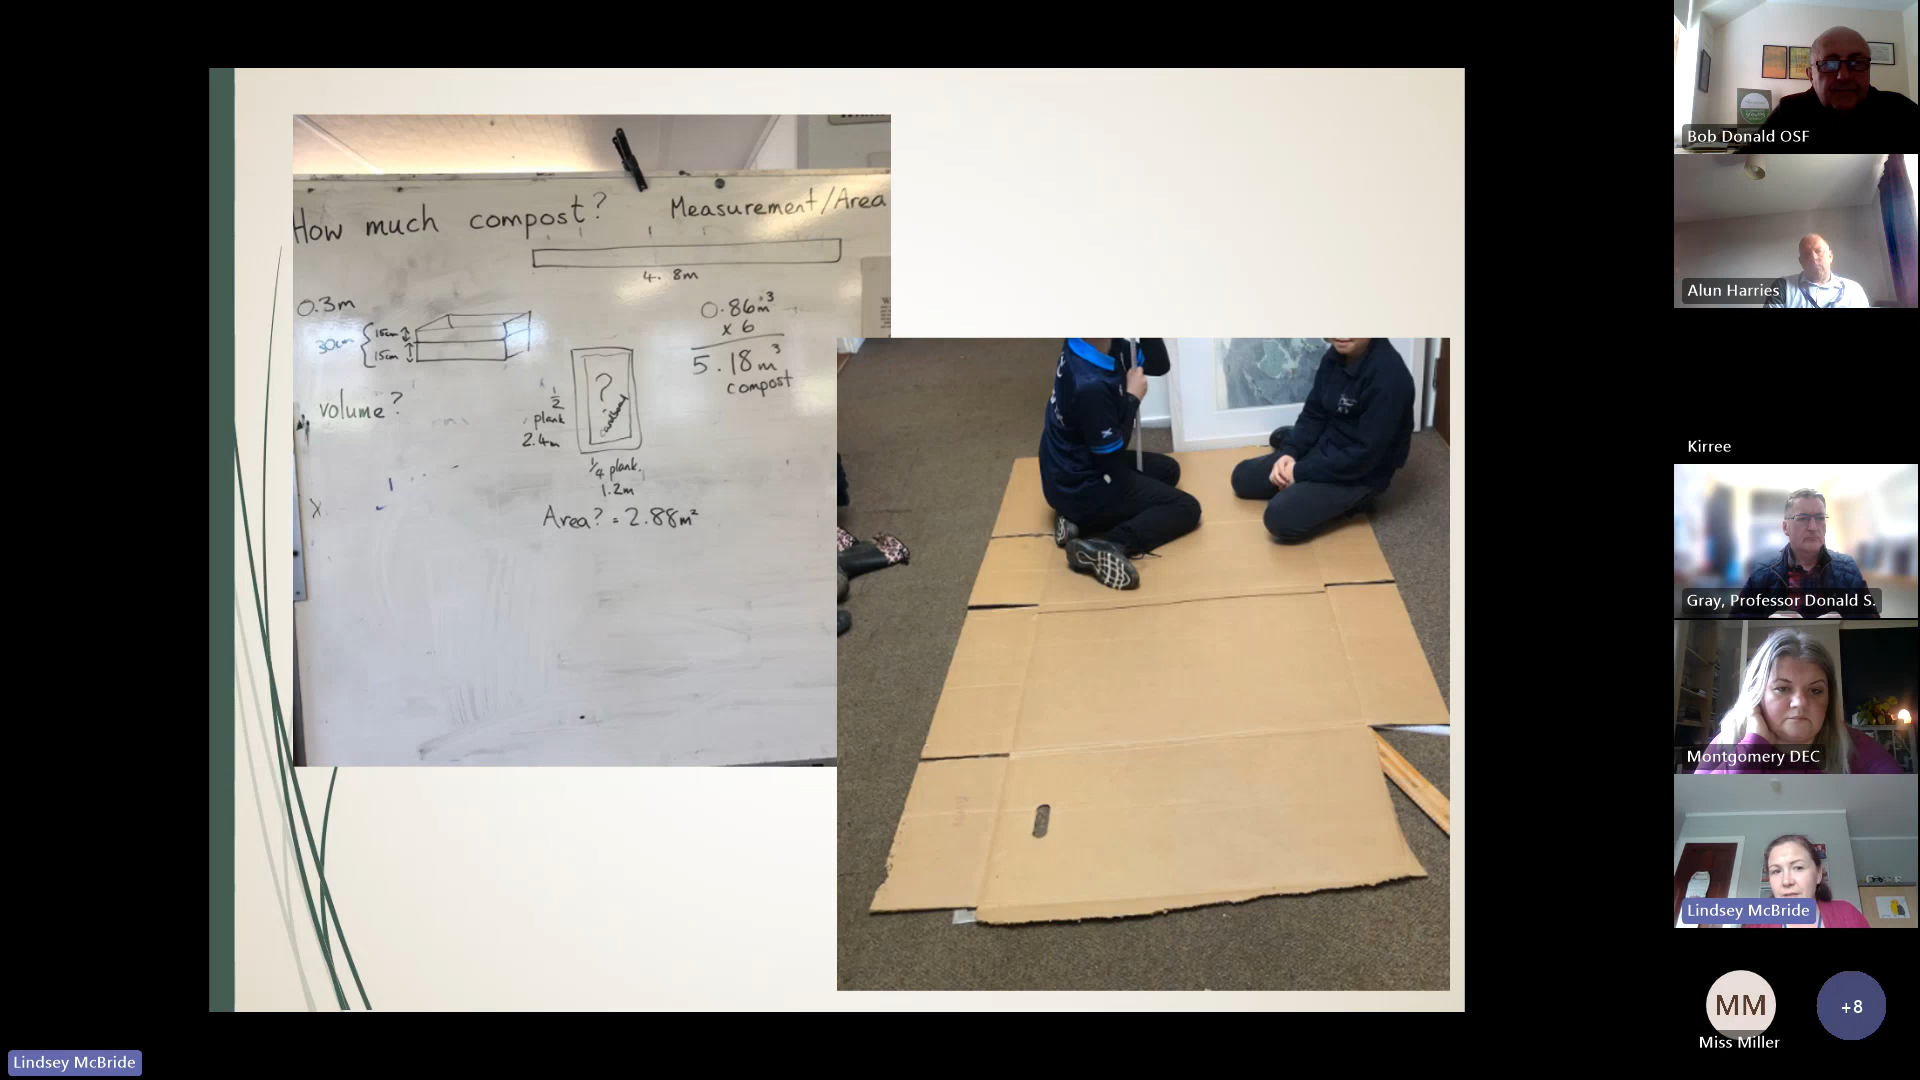 How much compost?
Measurement/Area
4. 8m
0.3m
30cm
15cm
15cm
volume?
0.86m³
x 6
5.18m³
compost
?
cardboard
1/2
plank
2.4m
1/4 plank
1.2m
Area? = 2.88m²
Bob Donald OSF
Alun Harries
Kirree
Gray, Professor Donald S.
Montgomery DEC
Lindsey McBride
MM
Miss Miller
+8
Lindsey McBride